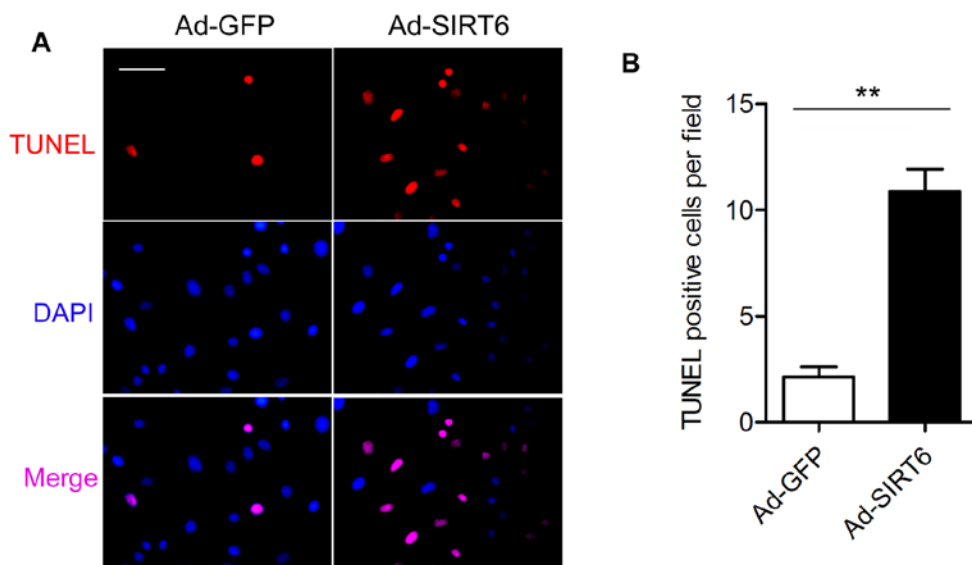 A
Ad-GFP
Ad-SIRT6
TUNEL
DAPI
Merge
B
TUNEL positive cells per field
**
15
10
5
0
Ad-GFP
Ad-SIRT6